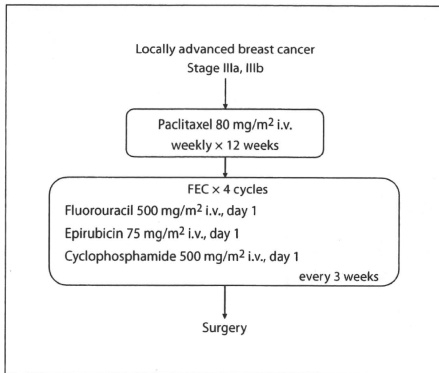 Locally advanced breast cancer
Stage IIIa, IIIb
Paclitaxel 80 mg/m² i.v.
weekly × 12 weeks
FEC × 4 cycles
Fluorouracil 500 mg/m² i.v., day 1
Epirubicin 75 mg/m² i.v., day 1
Cyclophosphamide 500 mg/m² i.v., day 1
every 3 weeks
Surgery